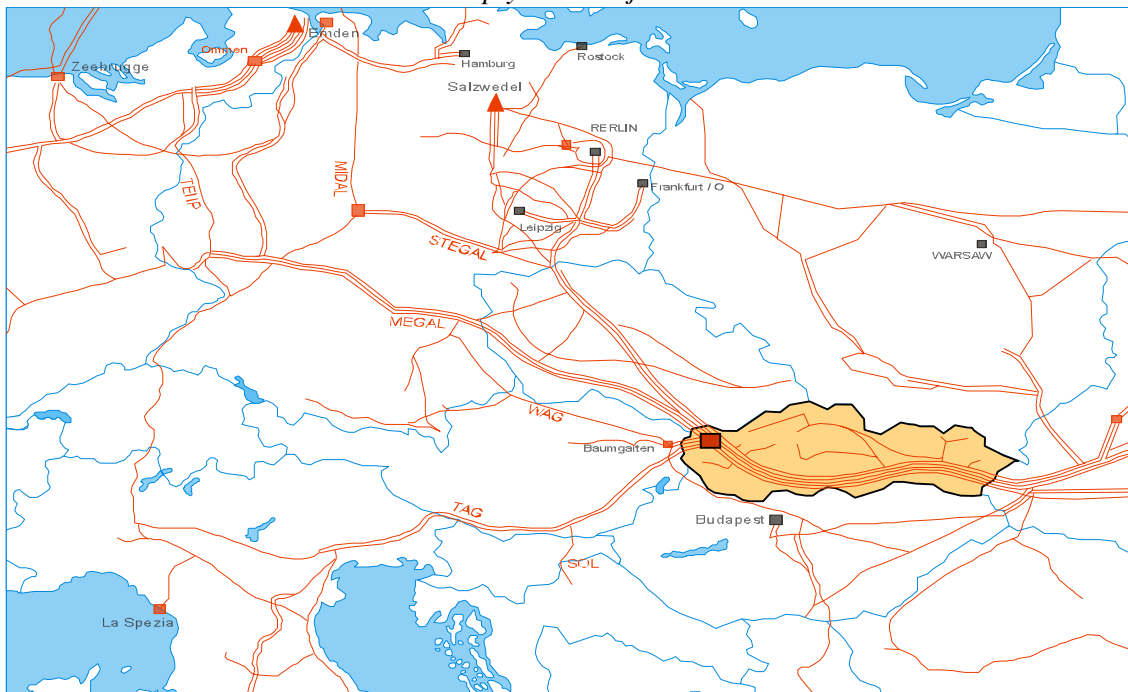 Emden
Ommen
Zeebrugge
Hamburg
Rostock
Salzwedel
RERLIN
MIDAL
TEIIP
Frankfurt / O
Leipzig
STEGAL
WARSAW
MEGAL
WAG
Baumgarten
TAG
Budapest
SOL
La Spezia